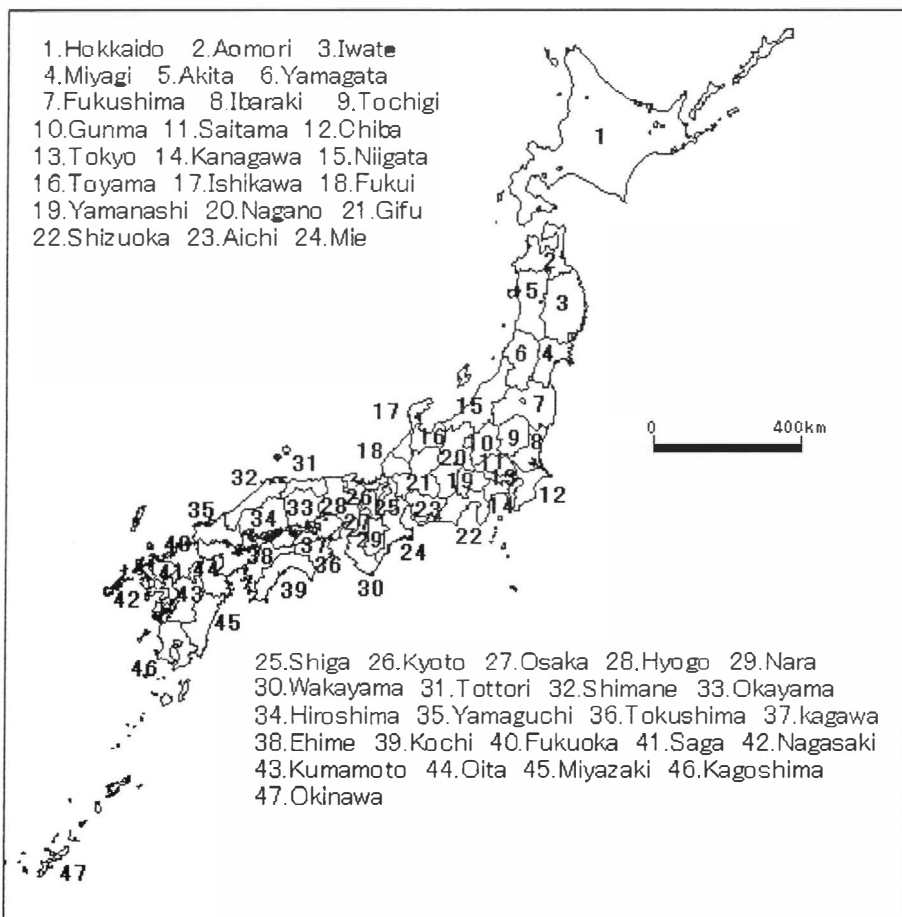 1.Hokkaido 2.Aomori 3.Iwate
4.Miyagi 5.Akita 6.Yamagata
7.Fukushima 8.Ibaraki 9.Tochigi
10.Gunma 11.Saitama 12.Chiba
13.Tokyo 14.Kanagawa 15.Niigata
16.Toyama 17.Ishikawa 18.Fukui
19.Yamanashi 20.Nagano 21.Gifu
22.Shizuoka 23.Aichi 24.Mie
1
2
5 3
6 4
17 15 7
16 10 9 8
18 20 11
0 400km
32 31 21 19 13 12
35 34 33 28 26 25 23 14
27 22
40 29 24
38 37 36
41 44 30
42 43 39
45
46
25.Shiga 26.Kyoto 27.Osaka 28.Hyogo 29.Nara
30.Wakayama 31.Tottori 32.Shimane 33.Okayama
34.Hiroshima 35.Yamaguchi 36.Tokushima 37.kagawa
38.Ehime 39.Kochi 40.Fukuoka 41.Saga 42.Nagasaki
43.Kumamoto 44.Oita 45.Miyazaki 46.Kagoshima
47.Okinawa
47